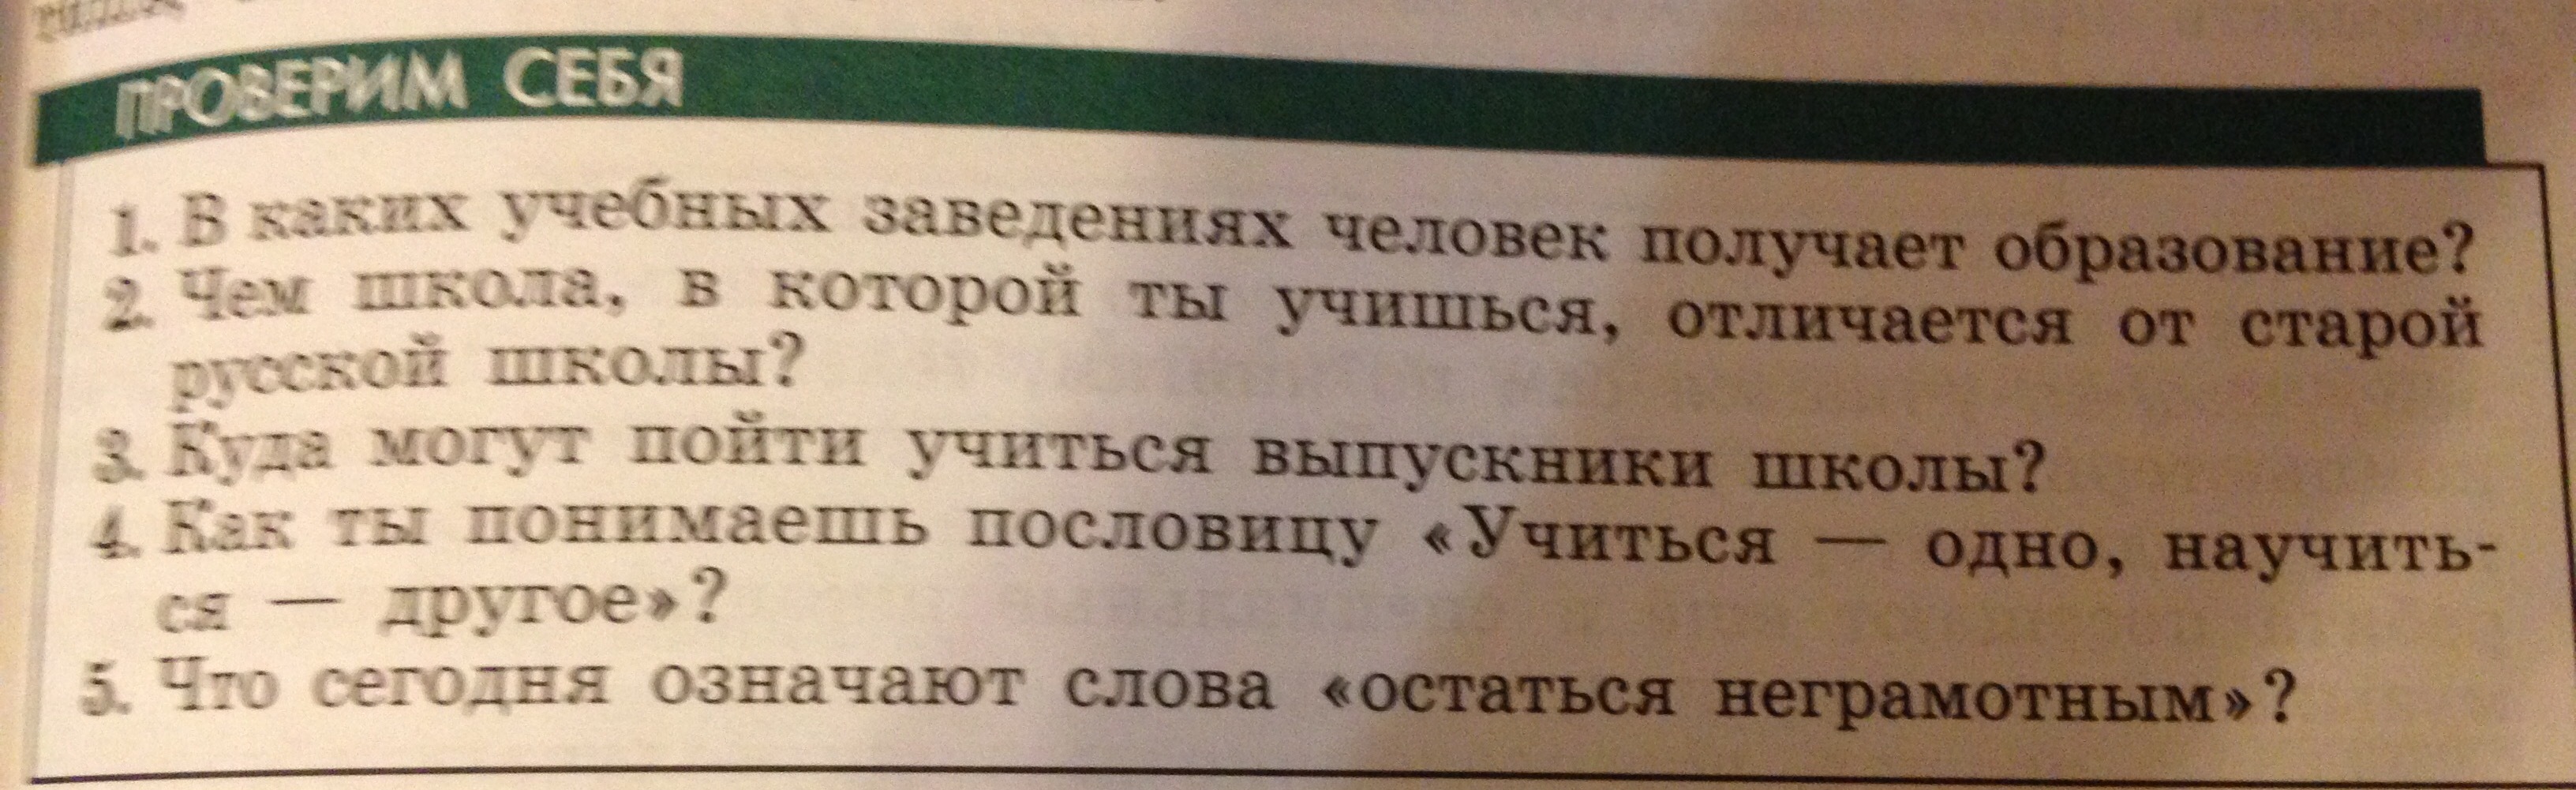 ПРОВЕРИМ СЕБЯ
1. В каких учебных заведениях человек получает образование?
2. Чем школа, в которой ты учишься, отличается от старой
русской школы?
3. Куда могут пойти учиться выпускники школы?
4. Как ты понимаешь пословицу «Учиться — одно, научить-
ся — другое»?
5. Что сегодня означают слова «остаться неграмотным»?